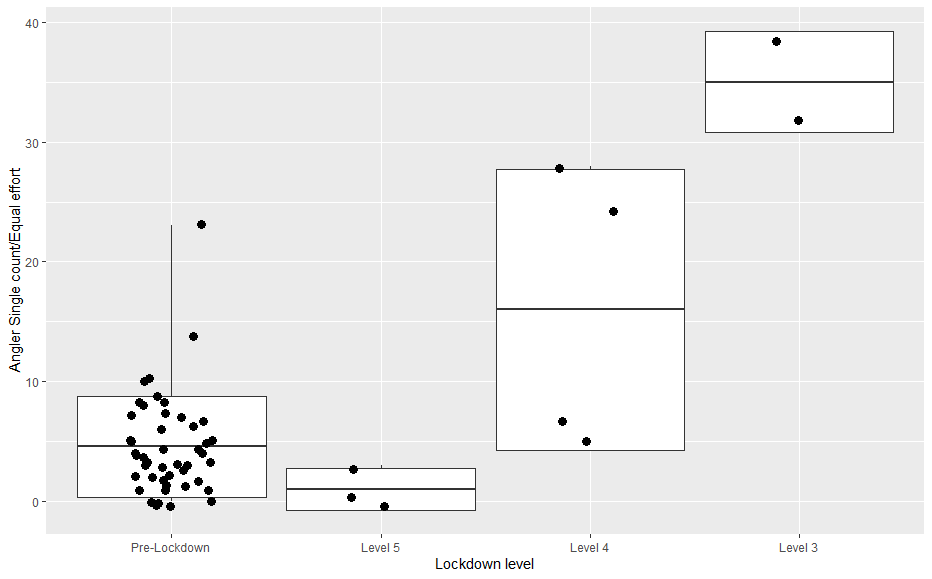 40
30
20
10
0
Angler Single count/Equal effort
Pre-Lockdown
Level 5
Level 4
Level 3
Lockdown level